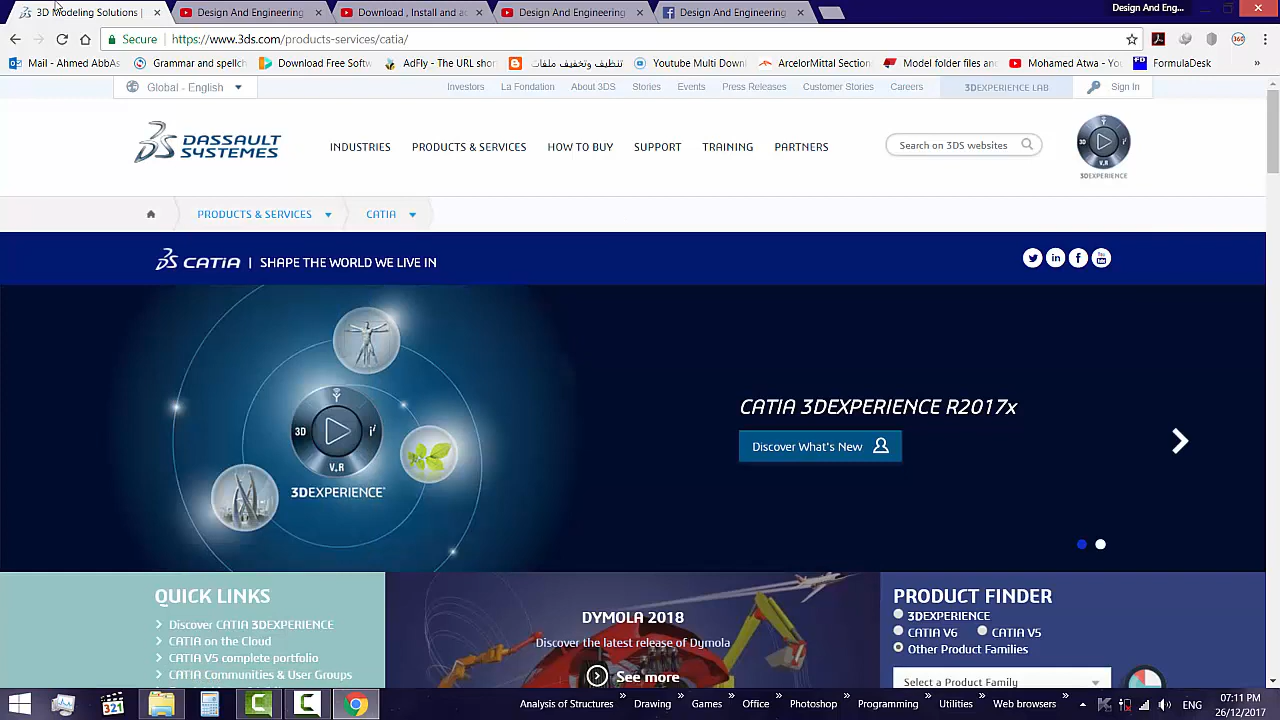 3D Modeling Solutions |
Design And Engineering
Download , Install and ac
Design And Engineering
Design And Engineering
Design And Eng...
Secure
https://www.3ds.com/products-services/catia/
Mail - Ahmed AbbAs
Grammar and spellch
Download Free Softw
AdFly - The URL shor
تنظيف وتخفيف ملفات
Youtube Multi Downl
ArcelorMittal Section
Model folder files and
Mohamed Atwa - You
FormulaDesk
»
Global - English
Investors
La Fondation
About 3DS
Stories
Events
Press Releases
Customer Stories
Careers
3DEXPERIENCE LAB
Sign In
DASSAULT
SYSTEMES
INDUSTRIES
PRODUCTS & SERVICES
HOW TO BUY
SUPPORT
TRAINING
PARTNERS
Search on 3DS websites
3D
V.R
3DEXPERIENCE
PRODUCTS & SERVICES
CATIA
CATIA | SHAPE THE WORLD WE LIVE IN
You
3D
V.R
3DEXPERIENCE
CATIA 3DEXPERIENCE R2017x
Discover What's New
QUICK LINKS
Discover CATIA 3DEXPERIENCE
CATIA on the Cloud
CATIA V5 complete portfolio
CATIA Communities & User Groups
DYMOLA 2018
Discover the latest release of Dymola
See more
PRODUCT FINDER
3DEXPERIENCE
CATIA V6
CATIA V5
Other Product Families
Select a Product Family
321
Analysis of Structures
Drawing
Games
Office
Photoshop
Programming
Utilities
Web browsers
ENG
07:11 PM
26/12/2017